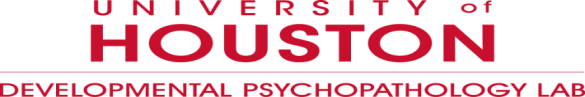 UNIVERSITY of
HOUSTON
DEVELOPMENTAL PSYCHOPATHOLOGY LAB